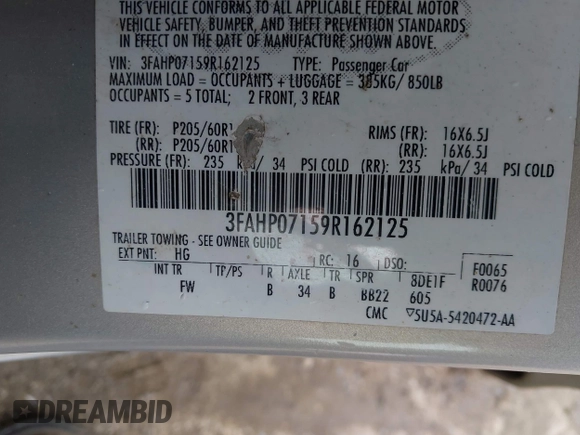 THIS VEHICLE CONFORMS TO ALL APPLICABLE FEDERAL MOTOR
VEHICLE SAFETY, BUMPER, AND THEFT PREVENTION STANDARDS
IN EFFECT ON THE DATE OF MANUFACTURE SHOWN ABOVE.
VIN: 3FAHP07159R162125 TYPE: Passenger Car
MAXIMUM LOAD = OCCUPANTS + LUGGAGE = 385KG/ 850LB
OCCUPANTS = 5 TOTAL; 2 FRONT, 3 REAR
TIRE (FR): P205/60R1 RIMS (FR): 16X6.5J
(RR): P205/60R1 (RR): 16X6.5J
PRESSURE (FR): 235 kPa/ 34 PSI COLD (RR): 235 kPa/ 34 PSI COLD
3FAHP07159R162125
TRAILER TOWING - SEE OWNER GUIDE
EXT PNT: HG RC: 16 DSO: F0065
INT TR TP/PS R AXLE TR SPR 8DE1F R0076
FW B 34 B BB22 605
CMC ▽5U5A-5420472-AA
DREAMBID